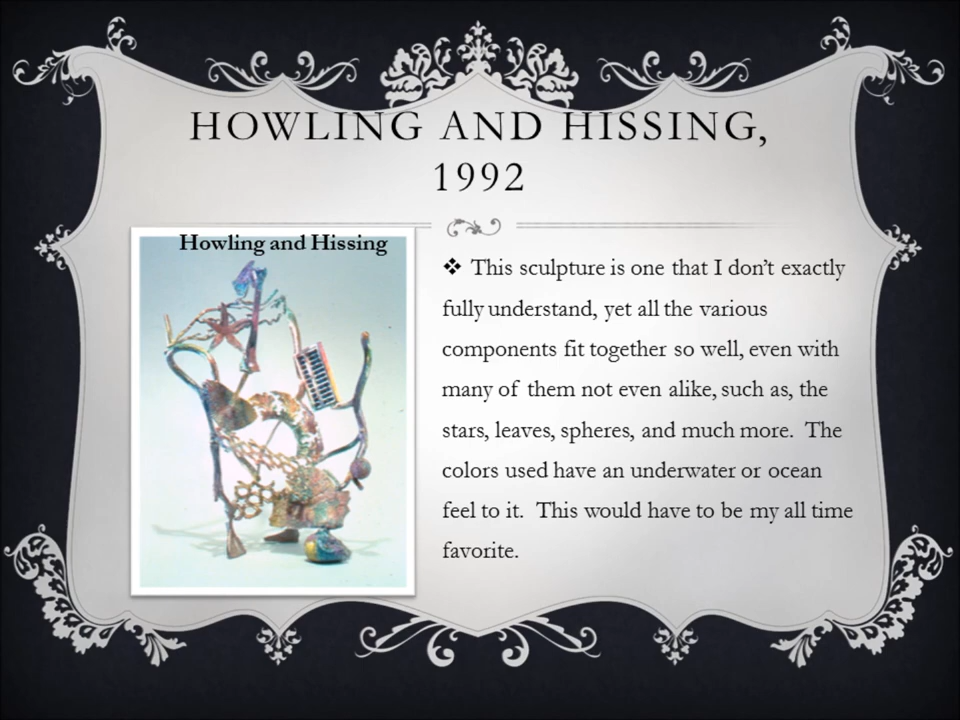 HOWLING AND HISSING,
1992
Howling and Hissing
❖ This sculpture is one that I don’t exactly
fully understand, yet all the various
components fit together so well, even with
many of them not even alike, such as, the
stars, leaves, spheres, and much more.  The
colors used have an underwater or ocean
feel to it.  This would have to be my all time
favorite.